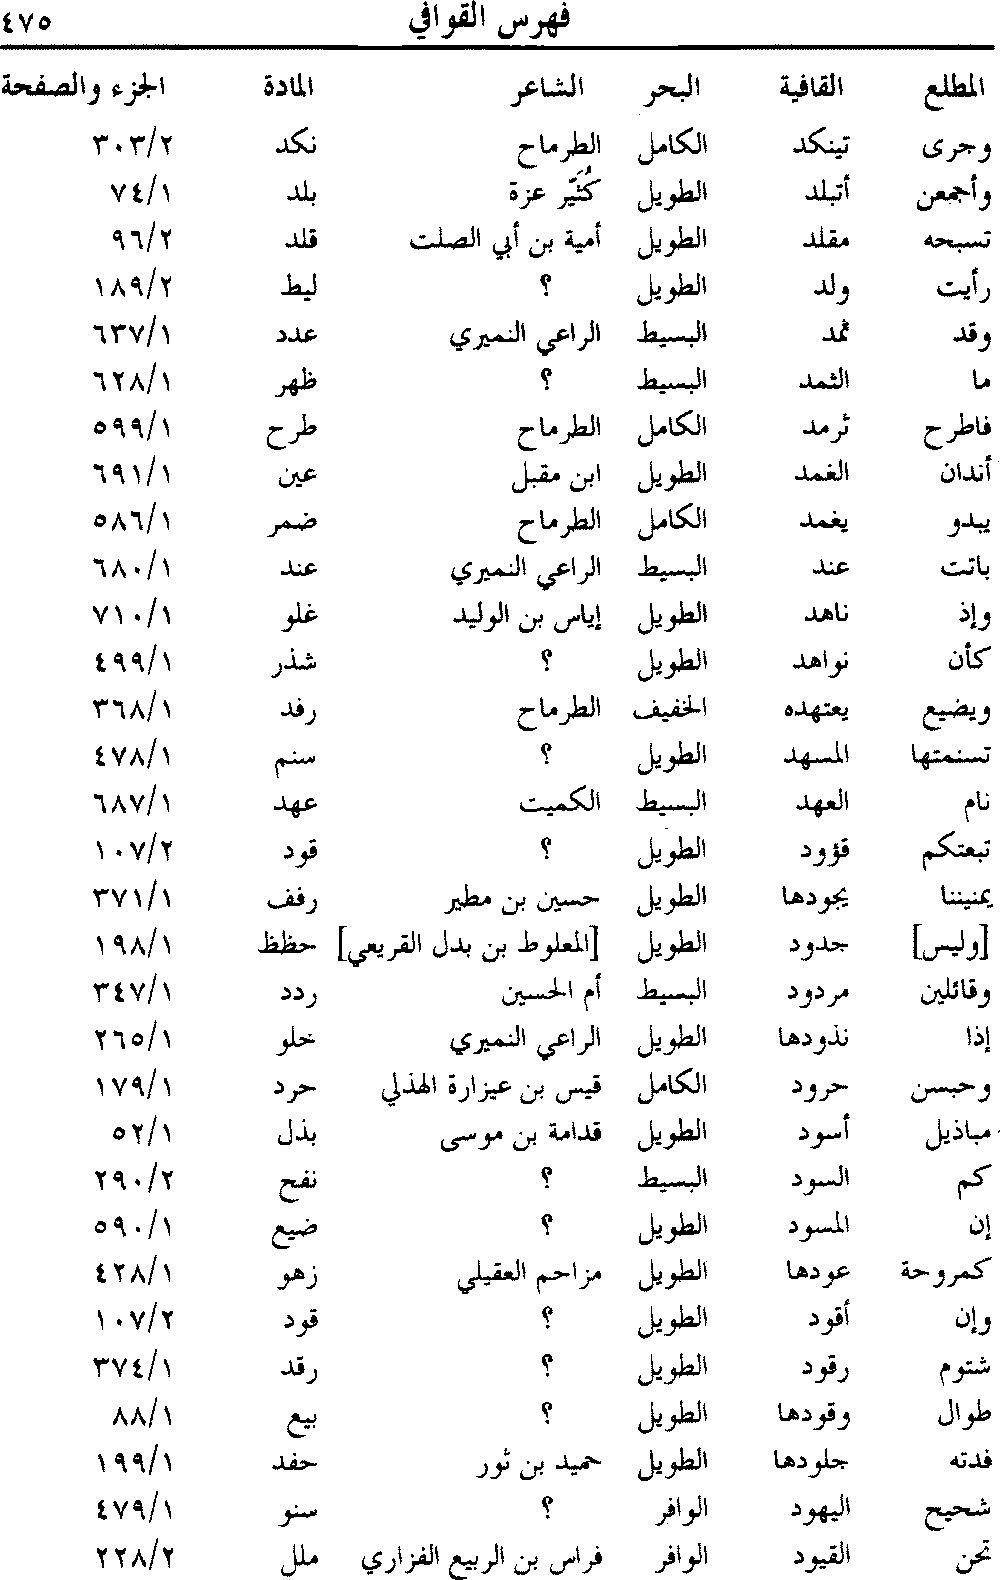 فهرس القوافي ٤٧٥
المطلع القافية البحر الشاعر المادة الجزء والصفحة
وجرى تينكد الكامل الطرماح نكد ٣٠٣/٢
وأجمعن أتبلد الطويل كُثَيّر عزة بلد ٧٤/١
تسبحه مقلد الطويل أمية بن أبي الصلت قلد ٩٦/٢
رأيت ولد الطويل ؟ ليط ١٨٩/٢
وقد ثمد البسيط الراعي النميري عدد ٦٣٧/١
ما الثمد البسيط ؟ ظهر ٦٢٨/١
فاطرح ثرمد الكامل الطرماح طرح ٥٩٩/١
أندان الغمد الطويل ابن مقبل عين ٦٩١/١
يبدو يغمد الكامل الطرماح ضمر ٥٨٦/١
باتت عند البسيط الراعي النميري عند ٦٨٠/١
وإذ ناهد الطويل إياس بن الوليد غلو ٧١٠/١
كأن نواهد الطويل ؟ شذر ٤٩٩/١
ويضيع يعتهده الخفيف الطرماح رفد ٣٦٨/١
تسنمتها المسهد الطويل ؟ سنم ٤٧٨/١
نام العهد البسيط الكميت عهد ٦٨٧/١
تبعتكم قؤود الطويل ؟ قود ١٠٧/٢
يمنيننا يجودها الطويل حسين بن مطير رفف ٣٧١/١
[وليس] جدود الطويل [المعلوط بن بدل القريعي] حظظ ١٩٨/١
وقائلين مردود البسيط أم الحسين ردد ٣٤٧/١
إذا نذودها الطويل الراعي النميري خلو ٢٦٥/١
وحبسن حرود الكامل قيس بن عيزارة الهذلي حرد ١٧٩/١
مباذيل أسود الطويل قدامة بن موسى بذل ٥٢/١
كم السود البسيط ؟ نفح ٢٩٠/٢
إن المسود الطويل ؟ ضيع ٥٩٠/١
كمروحة عودها الطويل مزاحم العقيلي زهو ٤٢٨/١
وإن أقود الطويل ؟ قود ١٠٧/٢
شتوم رقود الطويل ؟ رقد ٣٧٤/١
طوال وقودها الطويل ؟ بيع ٨٨/١
فدته جلودها الطويل حميد بن ثور حفد ١٩٩/١
شحيح اليهود الوافر ؟ سنو ٤٧٩/١
نحن القيود الوافر فراس بن الربيع الفزاري ملل ٢٢٨/٢